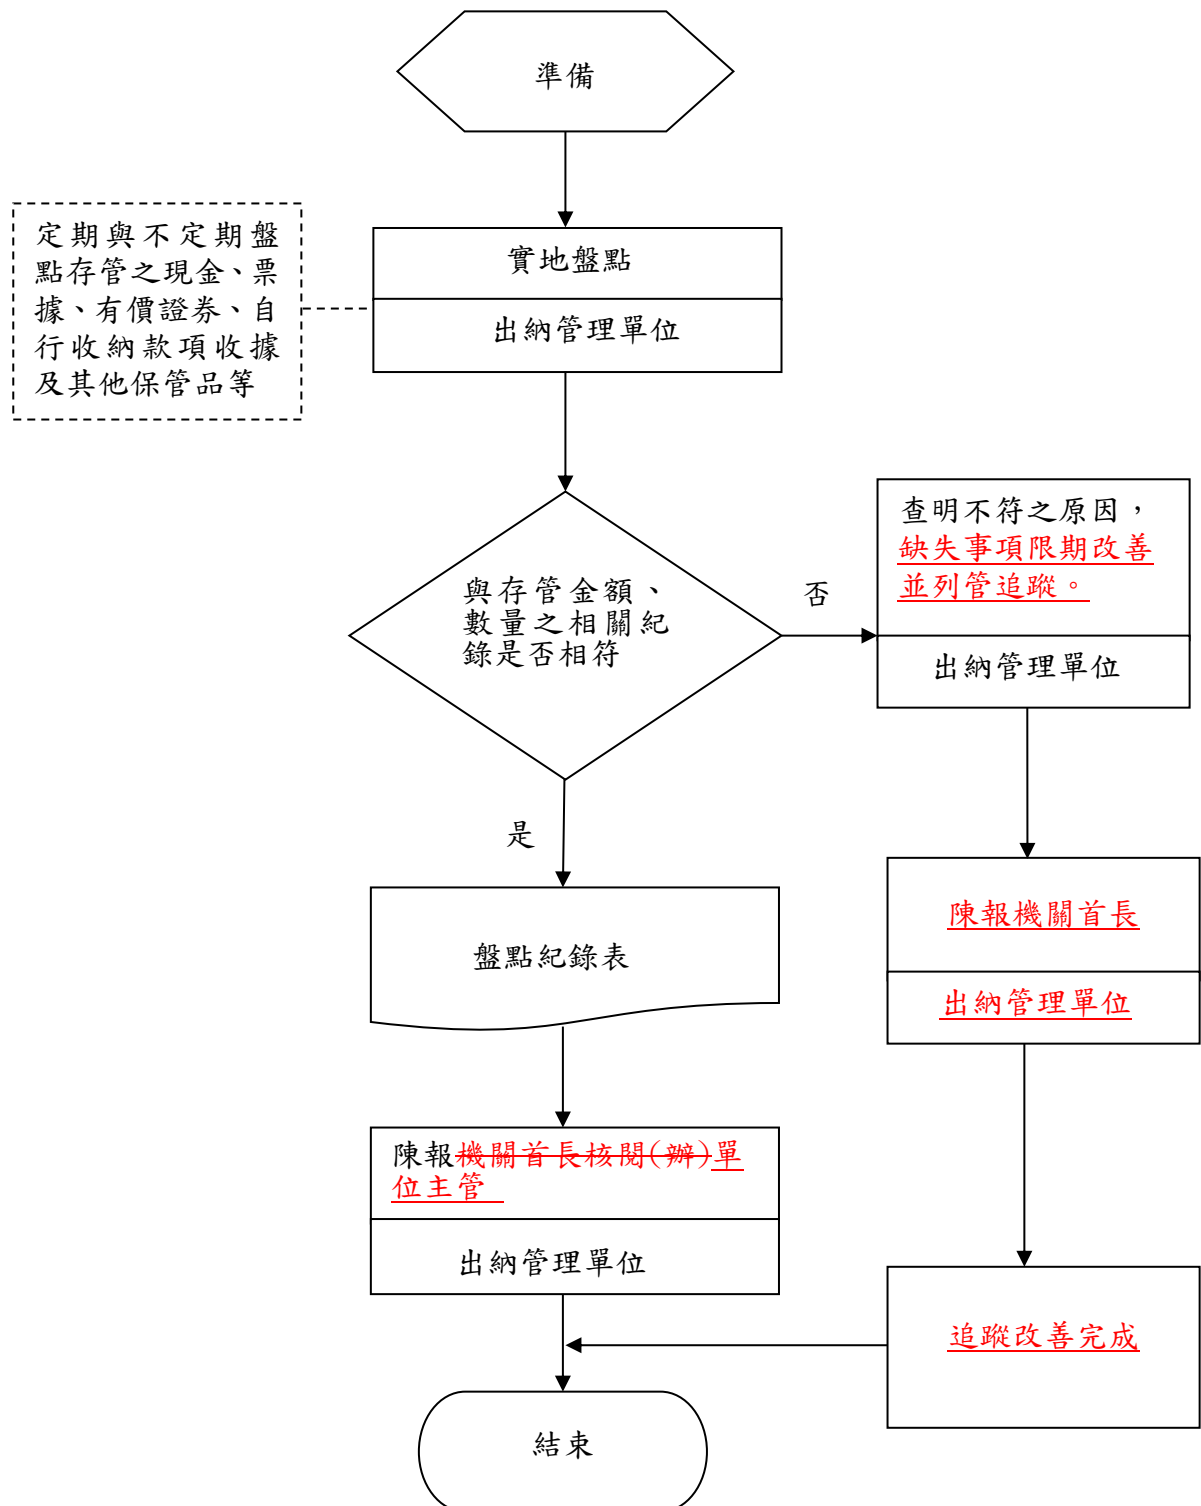 準備
定期與不定期盤
點存管之現金、票
據、有價證券、自
行收納款項收據
及其他保管品等
實地盤點
出納管理單位
與存管金額、
數量之相關紀
錄是否相符
否
查明不符之原因，
缺失事項限期改善
並列管追蹤。
出納管理單位
是
盤點紀錄表
陳報機關首長
出納管理單位
陳報機關首長核閱(辦)單
位主管
出納管理單位
追蹤改善完成
結束